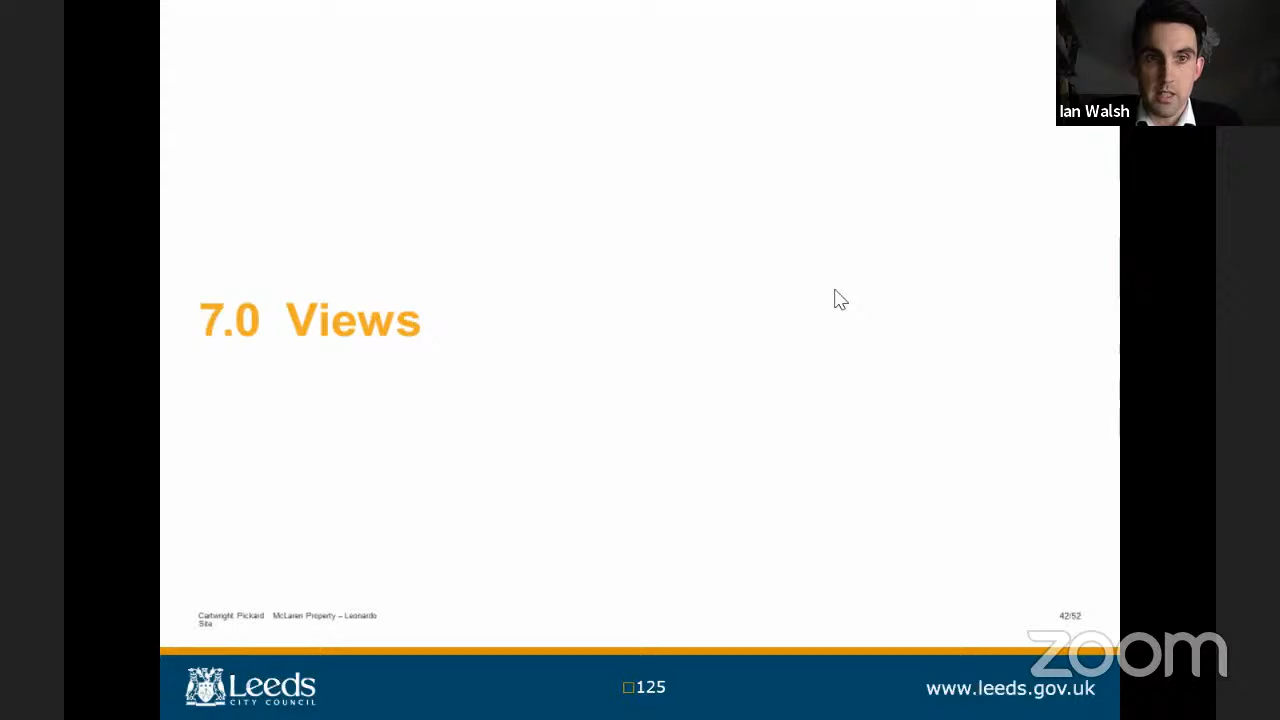 Ian Walsh
7.0 Views
Cartwright Pickard McLaren Property – Leonardo
Site
42/52
zoom
Leeds
CITY COUNCIL
□125
www.leeds.gov.uk